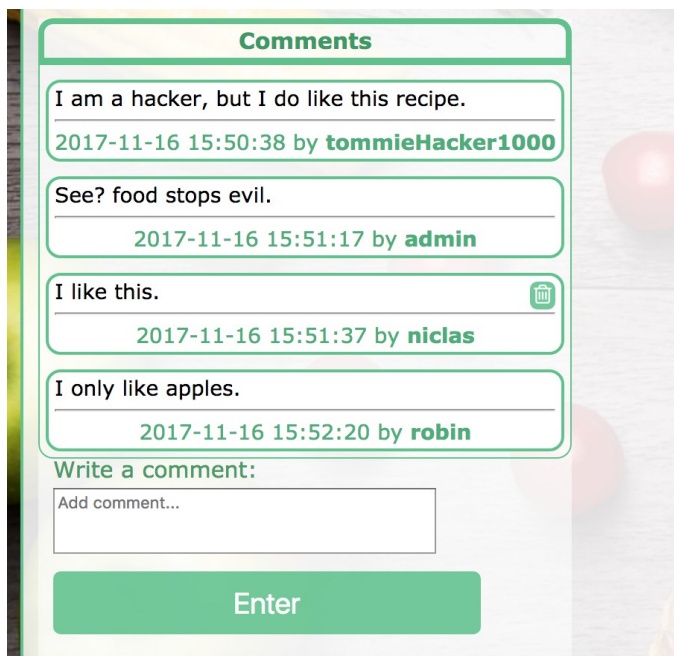 Comments
I am a hacker, but I do like this recipe.
2017-11-16 15:50:38 by tommieHacker1000
See? food stops evil.
2017-11-16 15:51:17 by admin
I like this.
2017-11-16 15:51:37 by niclas
I only like apples.
2017-11-16 15:52:20 by robin
Write a comment:
Add comment...
Enter